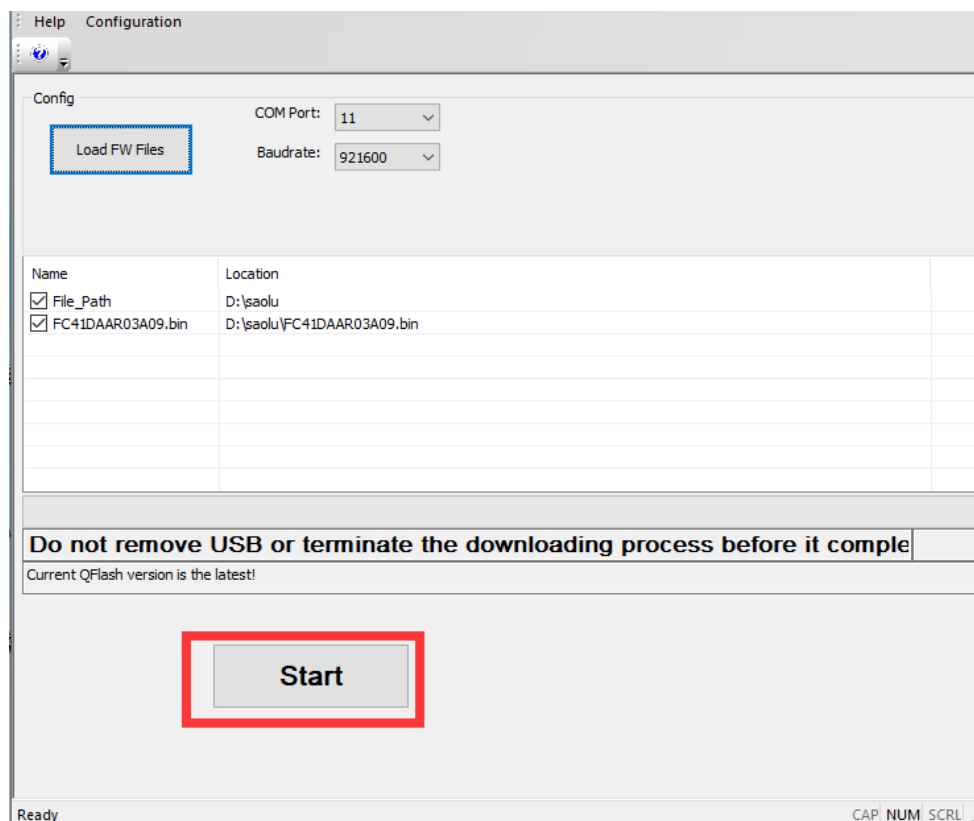 Help Configuration
Config
COM Port: 11
Load FW Files
Baudrate: 921600
Name Location
File_Path D:\saolu
FC41DAAR03A09.bin D:\saolu\FC41DAAR03A09.bin
Do not remove USB or terminate the downloading process before it comple
Current QFlash version is the latest!
Start
Ready CAP NUM SCRL